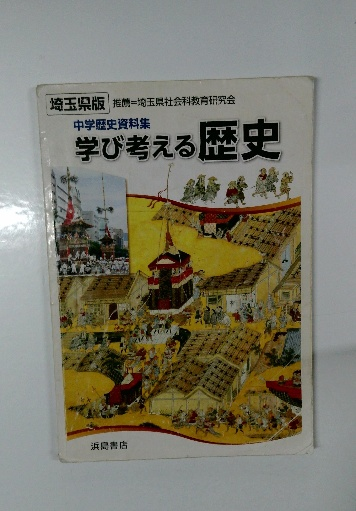 埼玉県版 推薦=埼玉県社会科教育研究会
中学歴史資料集
学び考える歴史
浜島書店